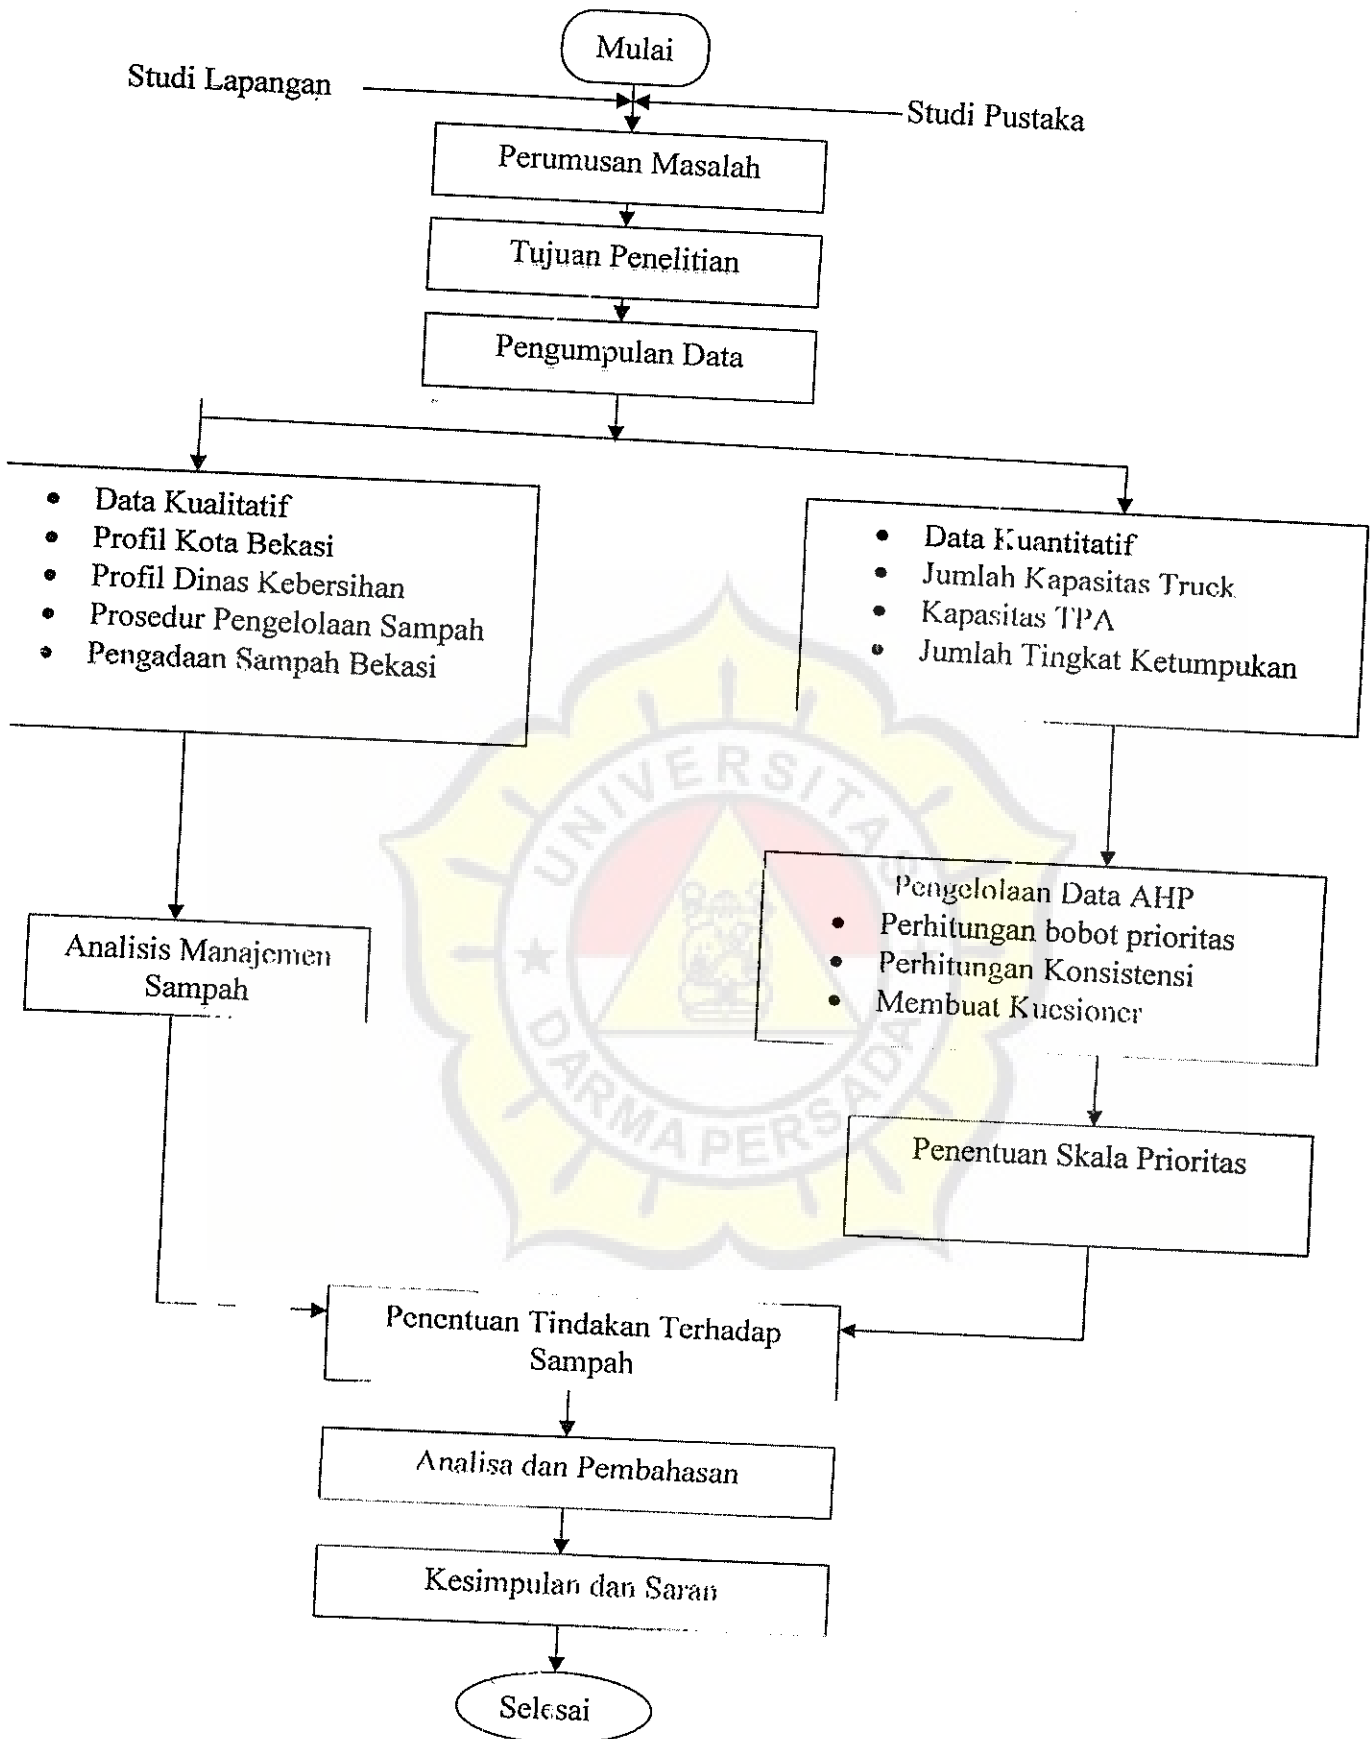 Mulai
Studi Lapangan
Studi Pustaka
Perumusan Masalah
Tujuan Penelitian
Pengumpulan Data
• Data Kualitatif
• Profil Kota Bekasi
• Profil Dinas Kebersihan
• Prosedur Pengelolaan Sampah
• Pengadaan Sampah Bekasi
• Data Kuantitatif
• Jumlah Kapasitas Truck
• Kapasitas TPA
• Jumlah Tingkat Ketumpukan
Analisis Manajemen
Sampah
Pengelolaan Data AHP
• Perhitungan bobot prioritas
• Perhitungan Konsistensi
• Membuat Kuesioner
Penentuan Skala Prioritas
Penentuan Tindakan Terhadap
Sampah
Analisa dan Pembahasan
Kesimpulan dan Saran
Selesai
UNIVERSITAS
DARMA PERSADA